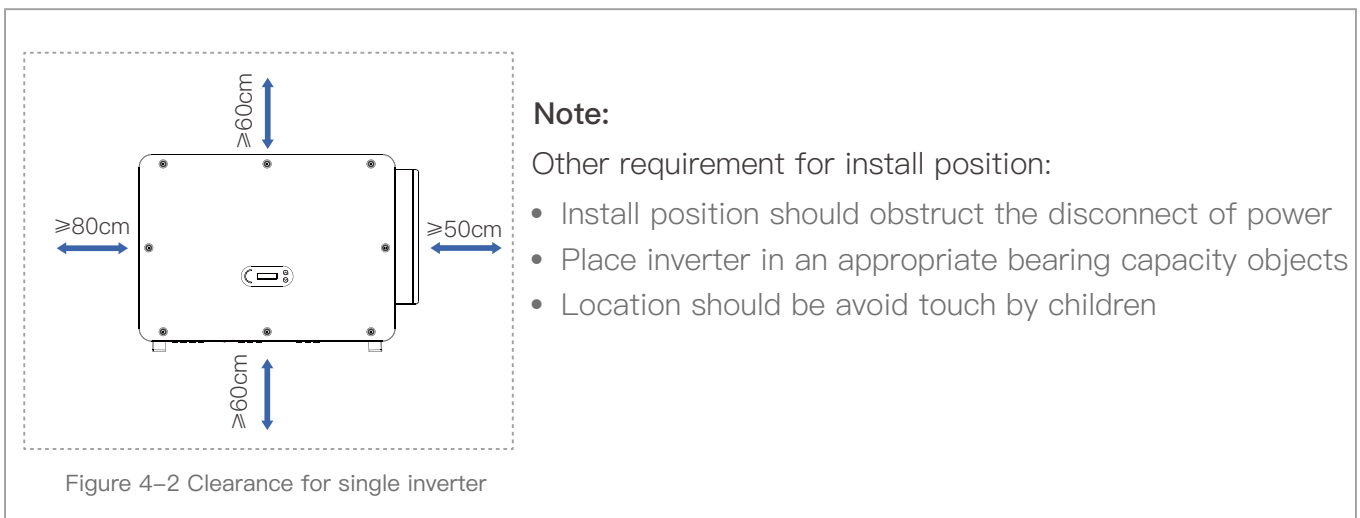 ≥60cm
≥80cm
≥50cm
≥60cm
Figure 4-2 Clearance for single inverter
Note:
Other requirement for install position:
• Install position should obstruct the disconnect of power
• Place inverter in an appropriate bearing capacity objects
• Location should be avoid touch by children